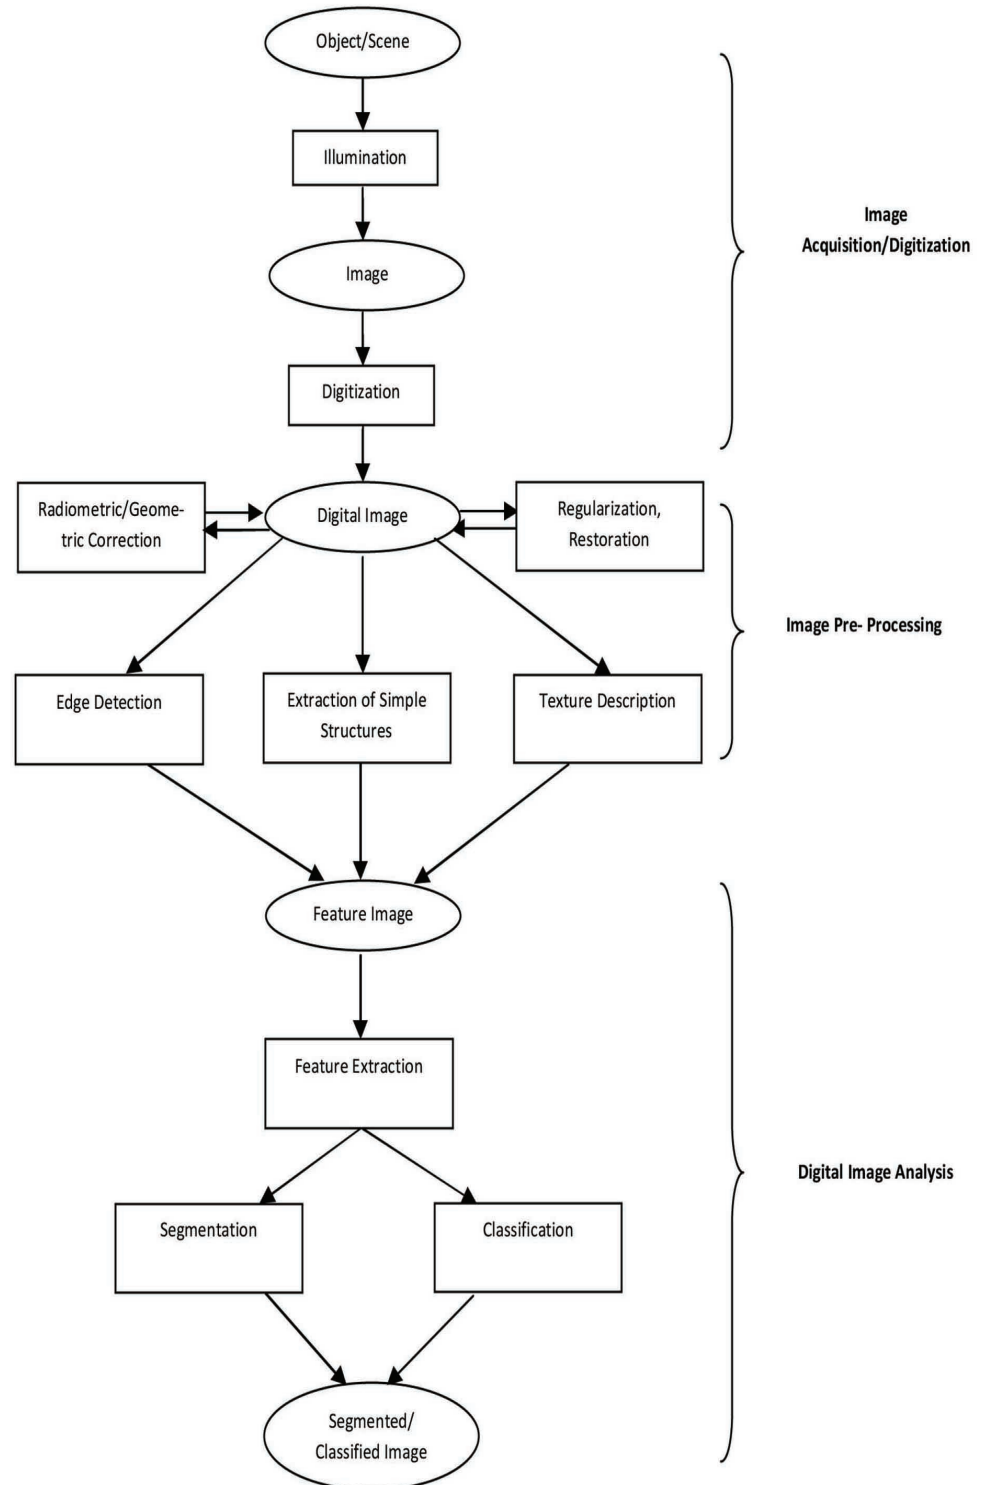 Object/Scene
Illumination
Image
Acquisition/Digitization
Image
Digitization
Radiometric/Geome-
tric Correction
Digital Image
Regularization,
Restoration
Image Pre- Processing
Edge Detection
Extraction of Simple
Structures
Texture Description
Feature Image
Feature Extraction
Digital Image Analysis
Segmentation
Classification
Segmented/
Classified Image